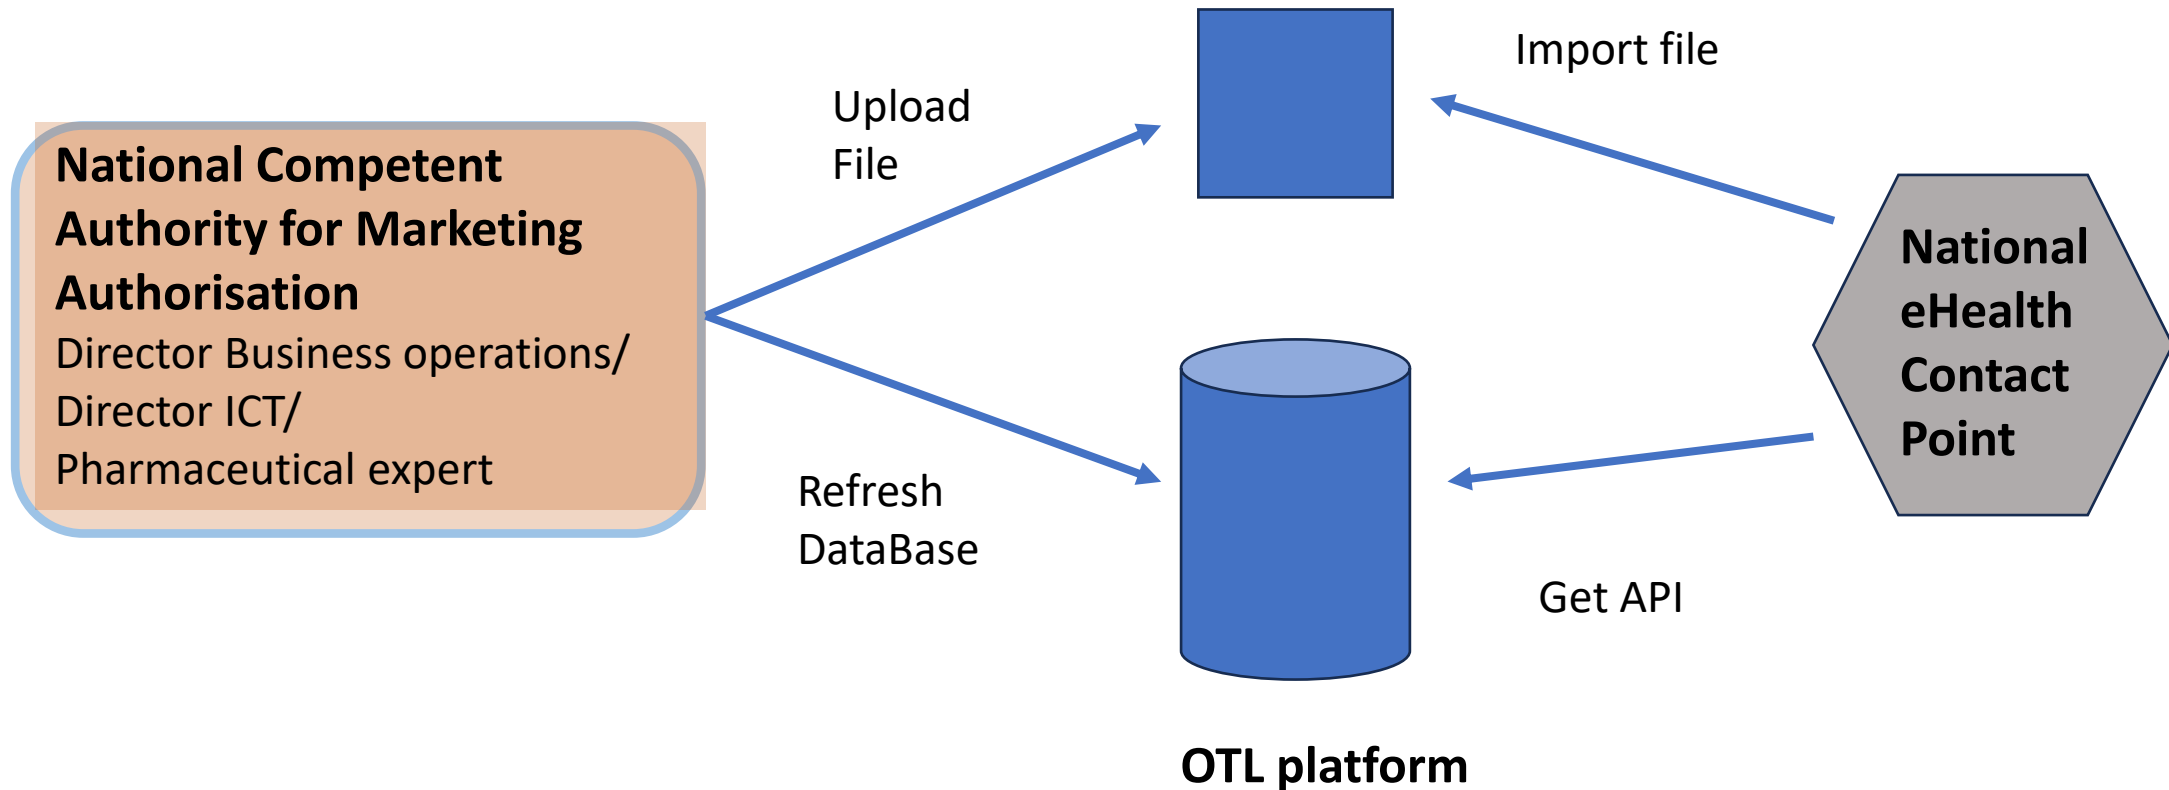 National Competent
Authority for Marketing
Authorisation
Director Business operations/
Director ICT/
Pharmaceutical expert
Upload
File
Refresh
DataBase
Import file
Get API
National
eHealth
Contact
Point
OTL platform